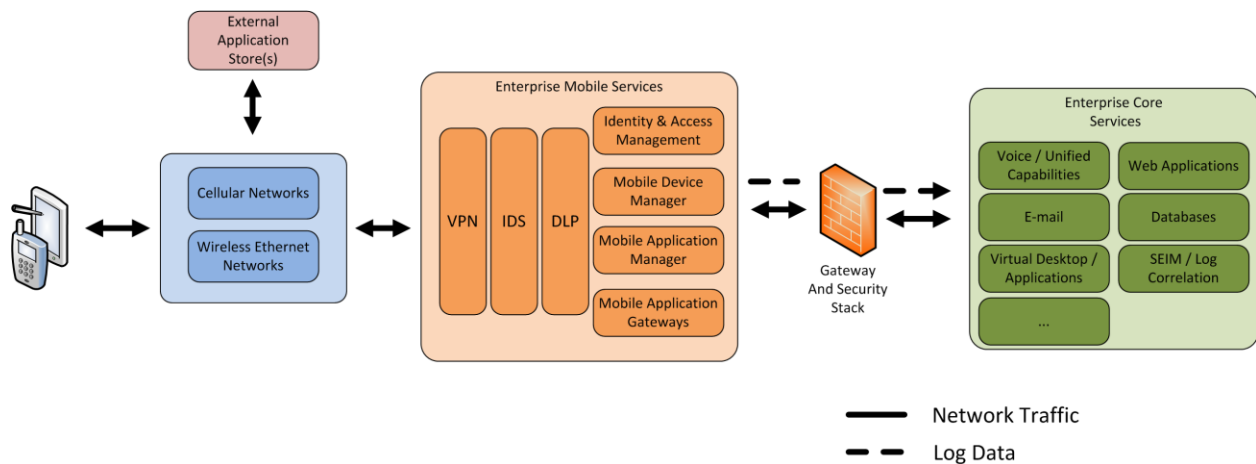 External
Application
Store(s)
Cellular Networks
Wireless Ethernet
Networks
Enterprise Mobile Services
VPN
IDS
DLP
Identity & Access
Management
Mobile Device
Manager
Mobile Application
Manager
Mobile Application
Gateways
Gateway
And Security
Stack
Enterprise Core
Services
Voice / Unified
Capabilities
Web Applications
E-mail
Databases
Virtual Desktop /
Applications
SEIM / Log
Correlation
...
Network Traffic
Log Data